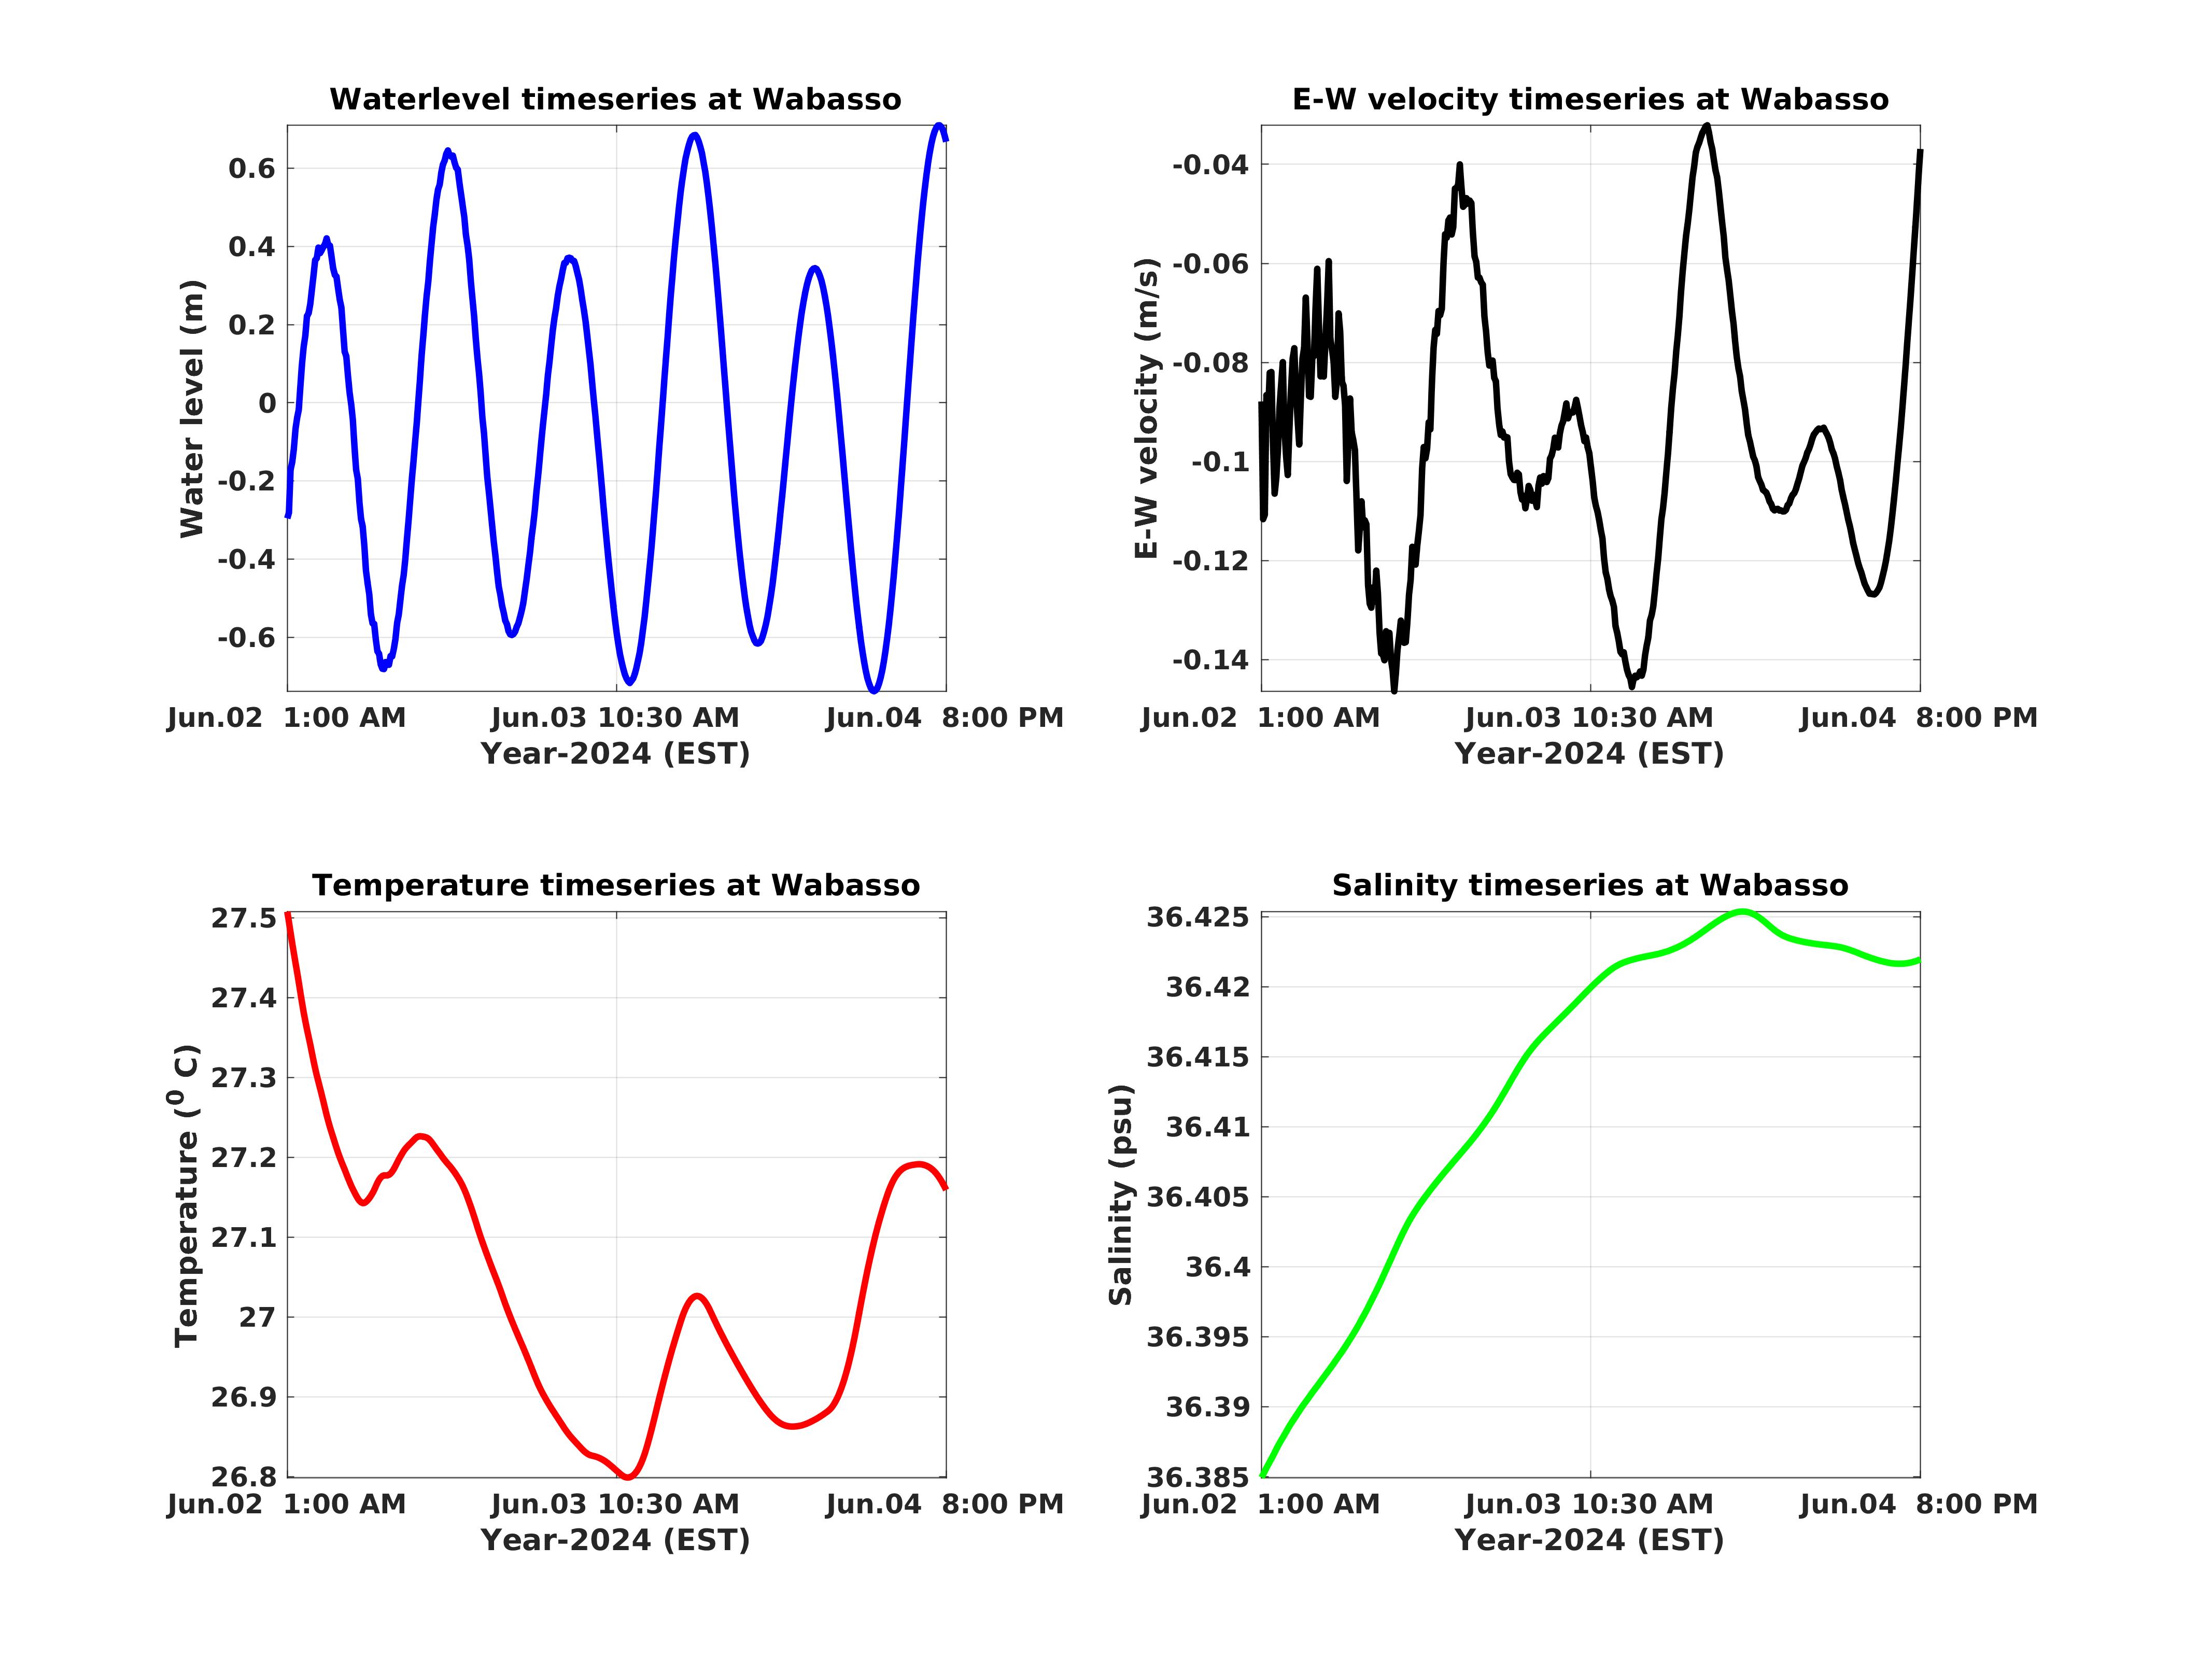 Waterlevel timeseries at Wabasso
Water level (m)
0.6
0.4
0.2
0
-0.2
-0.4
-0.6
Jun.02 1:00 AM
Jun.03 10:30 AM
Jun.04 8:00 PM
Year-2024 (EST)
E-W velocity timeseries at Wabasso
E-W velocity (m/s)
-0.04
-0.06
-0.08
-0.1
-0.12
-0.14
Jun.02 1:00 AM
Jun.03 10:30 AM
Jun.04 8:00 PM
Year-2024 (EST)
Temperature timeseries at Wabasso
Temperature (⁰ C)
27.5
27.4
27.3
27.2
27.1
27
26.9
26.8
Jun.02 1:00 AM
Jun.03 10:30 AM
Jun.04 8:00 PM
Year-2024 (EST)
Salinity timeseries at Wabasso
Salinity (psu)
36.425
36.42
36.415
36.41
36.405
36.4
36.395
36.39
36.385
Jun.02 1:00 AM
Jun.03 10:30 AM
Jun.04 8:00 PM
Year-2024 (EST)